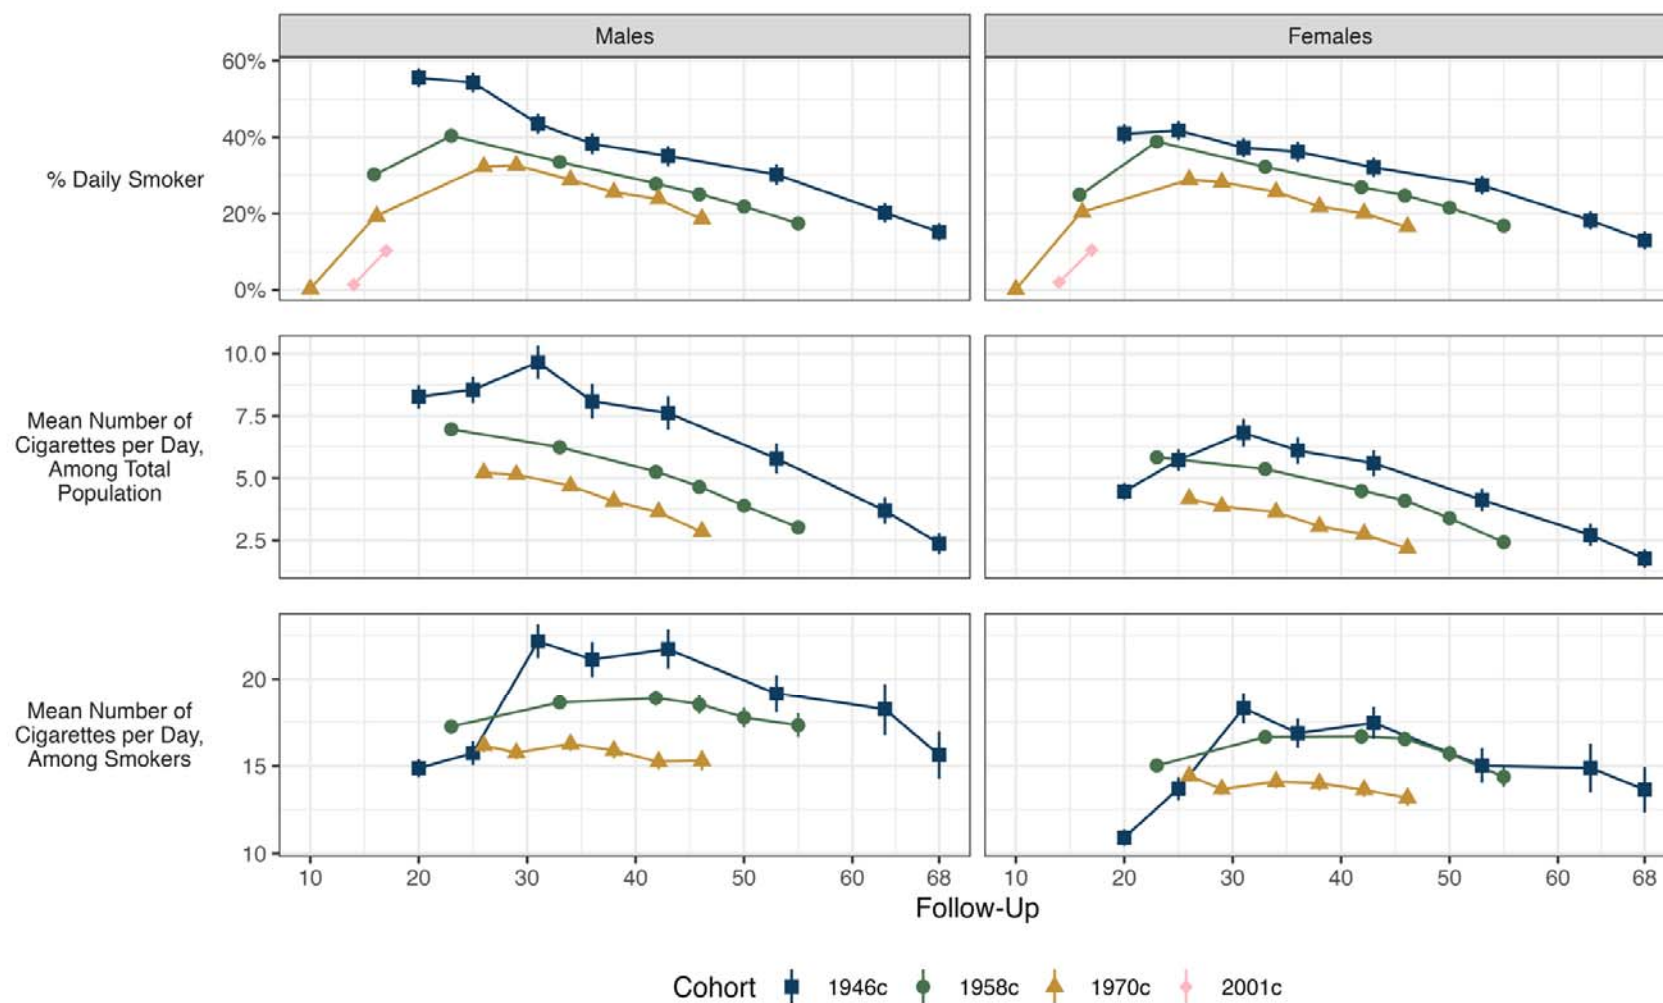 Males
Females
60%
40%
20%
0%
% Daily Smoker
10.0
7.5
5.0
2.5
Mean Number of
Cigarettes per Day,
Among Total
Population
20
15
10
Mean Number of
Cigarettes per Day,
Among Smokers
10 20 30 40 50 60 68
10 20 30 40 50 60 68
Follow-Up
Cohort 1946c 1958c 1970c 2001c